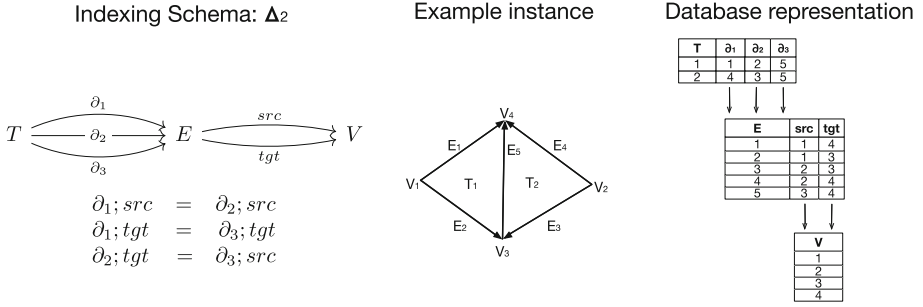 Indexing Schema: Δ₂
T ∂₁ ∂₂ ∂₃ E src tgt V
∂₁; src = ∂₂; src
∂₁; tgt = ∂₃; tgt
∂₂; tgt = ∂₃; src
Example instance
V₄
E₁ E₅ E₄
V₁ T₁ T₂ V₂
E₂ E₃
V₃
Database representation
T ∂₁ ∂₂ ∂₃
1 1 2 5
2 4 3 5
E src tgt
1 1 4
2 1 3
3 2 3
4 2 4
5 3 4
V
1
2
3
4